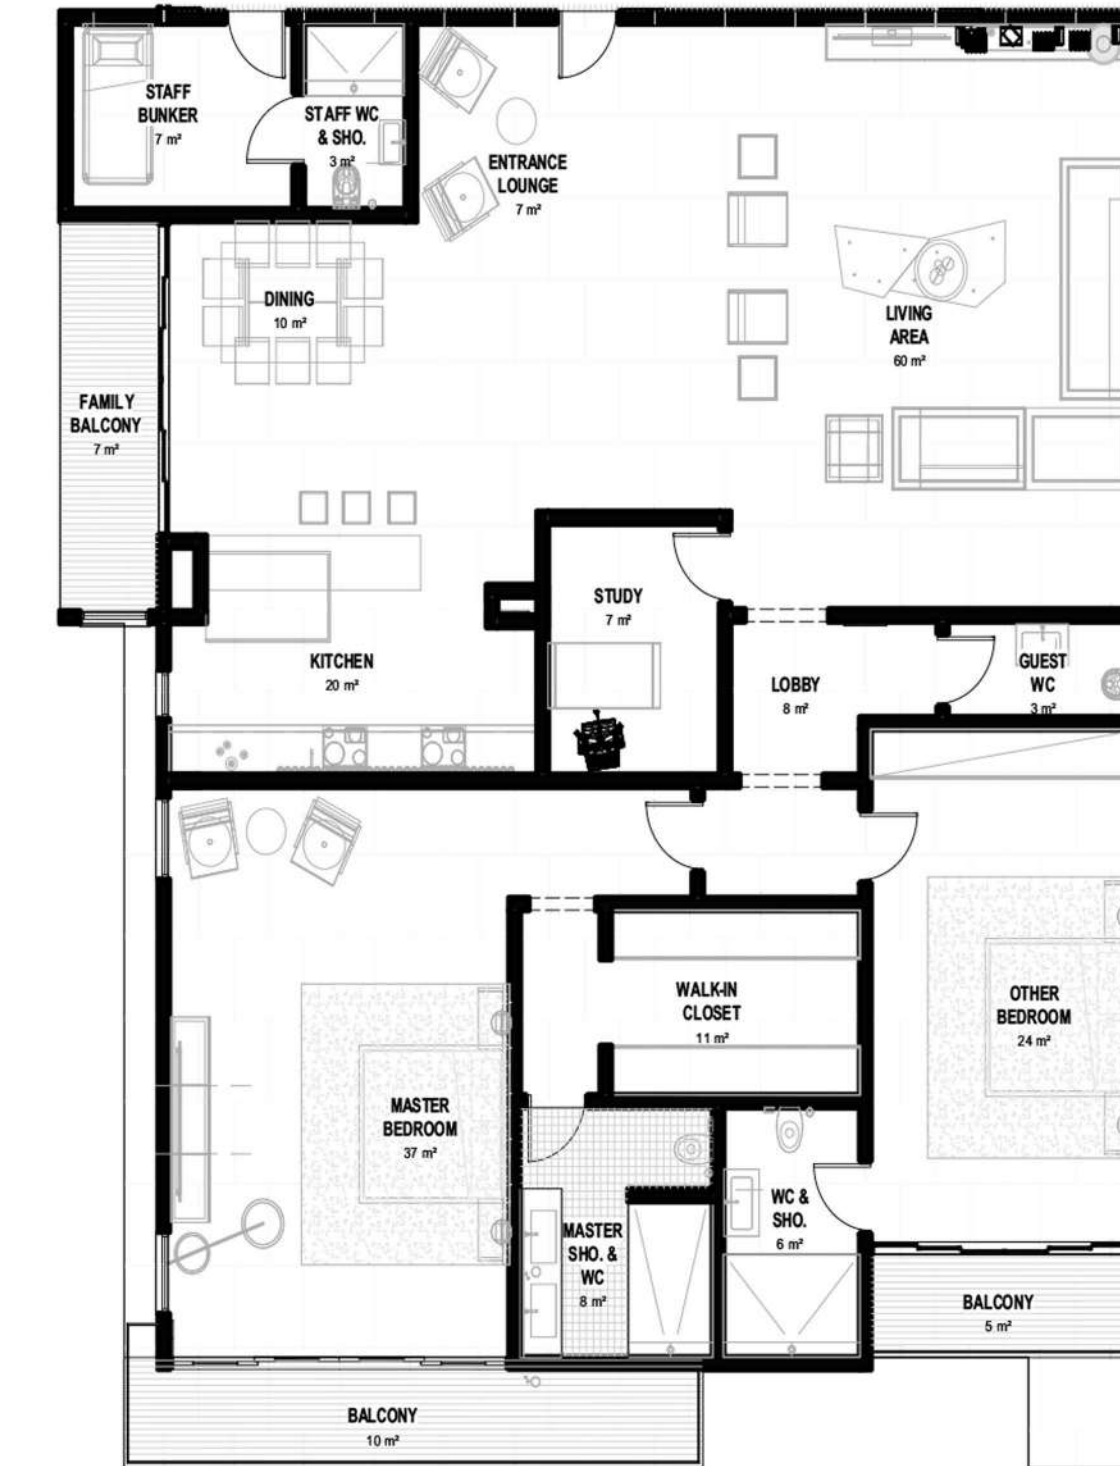 STAFF
BUNKER
7 m²
STAFF WC
& SHO.
3 m²
ENTRANCE
LOUNGE
7 m²
DINING
10 m²
LIVING
AREA
60 m²
FAMILY
BALCONY
7 m²
STUDY
7 m²
KITCHEN
20 m²
LOBBY
8 m²
GUEST
WC
3 m²
WALK-IN
CLOSET
11 m²
OTHER
BEDROOM
24 m²
MASTER
BEDROOM
37 m²
MASTER
SHO. &
WC
8 m²
WC &
SHO.
6 m²
BALCONY
5 m²
BALCONY
10 m²